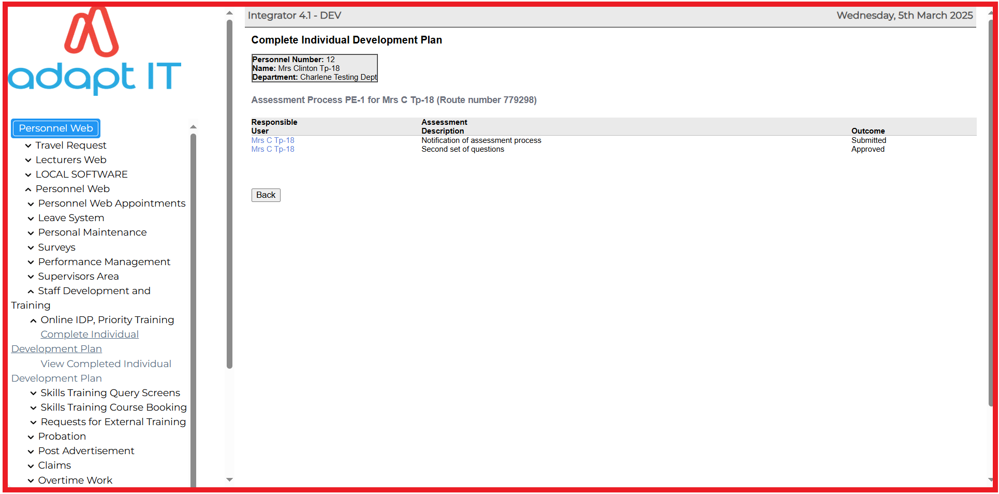 adapt IT
Personnel Web
Travel Request
Lecturers Web
LOCAL SOFTWARE
Personnel Web
Personnel Web Appointments
Leave System
Personal Maintenance
Surveys
Performance Management
Supervisors Area
Staff Development and
Training
Online IDP, Priority Training
Complete Individual
Development Plan
View Completed Individual
Development Plan
Skills Training Query Screens
Skills Training Course Booking
Requests for External Training
Probation
Post Advertisement
Claims
Overtime Work
Integrator 4.1 - DEV Wednesday, 5th March 2025
Complete Individual Development Plan
Personnel Number: 12
Name: Mrs Clinton Tp-18
Department: Charlene Testing Dept
Assessment Process PE-1 for Mrs C Tp-18 (Route number 779298)
Responsible Assessment
User Description Outcome
Mrs C Tp-18 Notification of assessment process Submitted
Mrs C Tp-18 Second set of questions Approved
Back